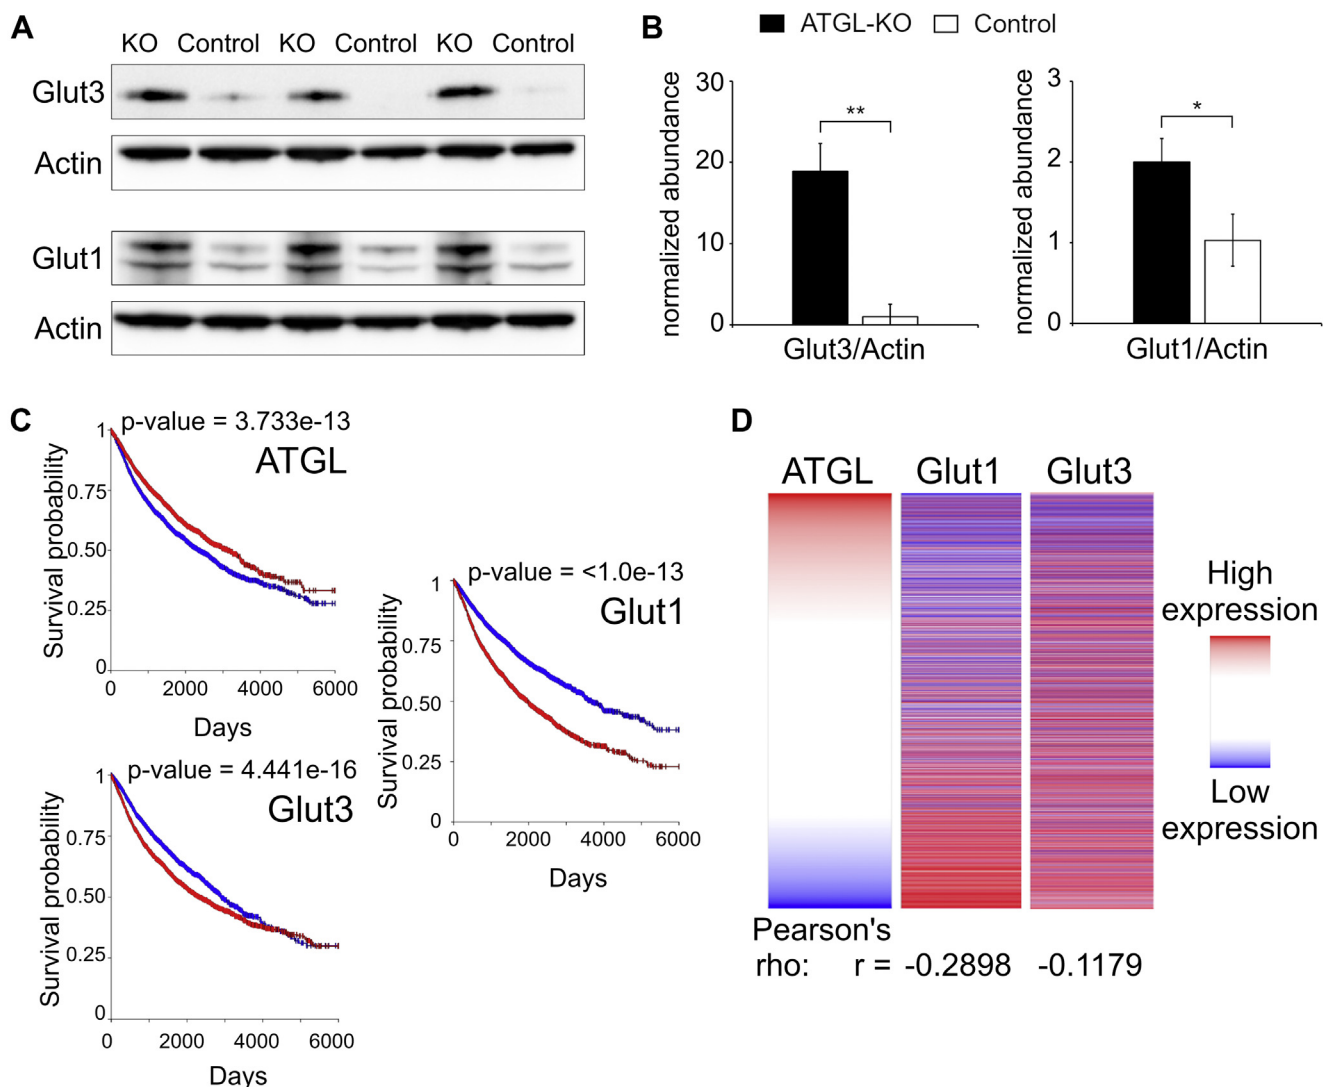 A
KO Control KO Control KO Control
Glut3
Actin
Glut1
Actin
B
ATGL-KO Control
normalized abundance
30
20
10
0
**
Glut3/Actin
normalized abundance
3
2
1
0
*
Glut1/Actin
C
p-value = 3.733e-13
ATGL
Survival probability
1
0.75
0.50
0.25
0
0 2000 4000 6000
Days
p-value = <1.0e-13
Glut1
Survival probability
1
0.75
0.50
0.25
0
0 2000 4000 6000
Days
p-value = 4.441e-16
Glut3
Survival probability
1
0.75
0.50
0.25
0
0 2000 4000 6000
Days
D
ATGL Glut1 Glut3
High
expression
Low
expression
Pearson's
rho: r = -0.2898 -0.1179